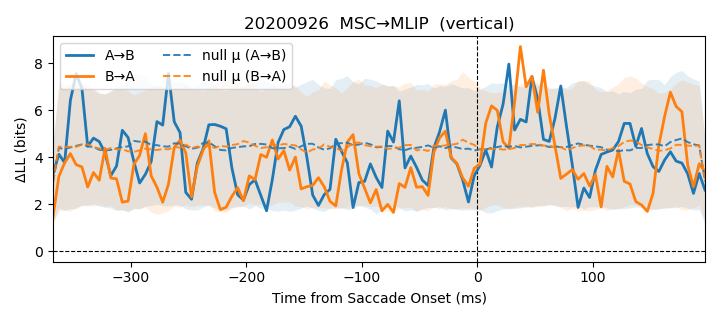 20200926  MSC→MLIP  (vertical)
A→B
B→A
null μ (A→B)
null μ (B→A)
ΔLL (bits)
8
6
4
2
0
−300
−200
−100
0
100
Time from Saccade Onset (ms)